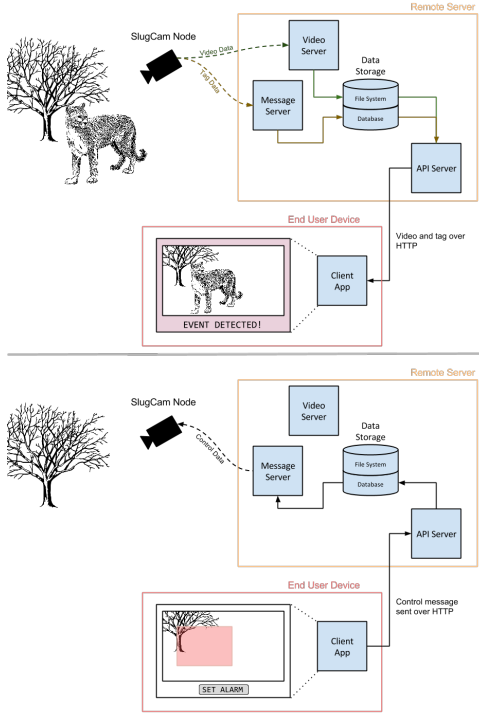 Remote Server
SlugCam Node
Video Data
Tag Data
Video
Server
Data
Storage
Message
Server
File System
Database
API Server
End User Device
Video and tag over
HTTP
Client
App
EVENT DETECTED!
Remote Server
SlugCam Node
Control Data
Video
Server
Data
Storage
Message
Server
File System
Database
API Server
End User Device
Control message
sent over HTTP
Client
App
SET ALARM